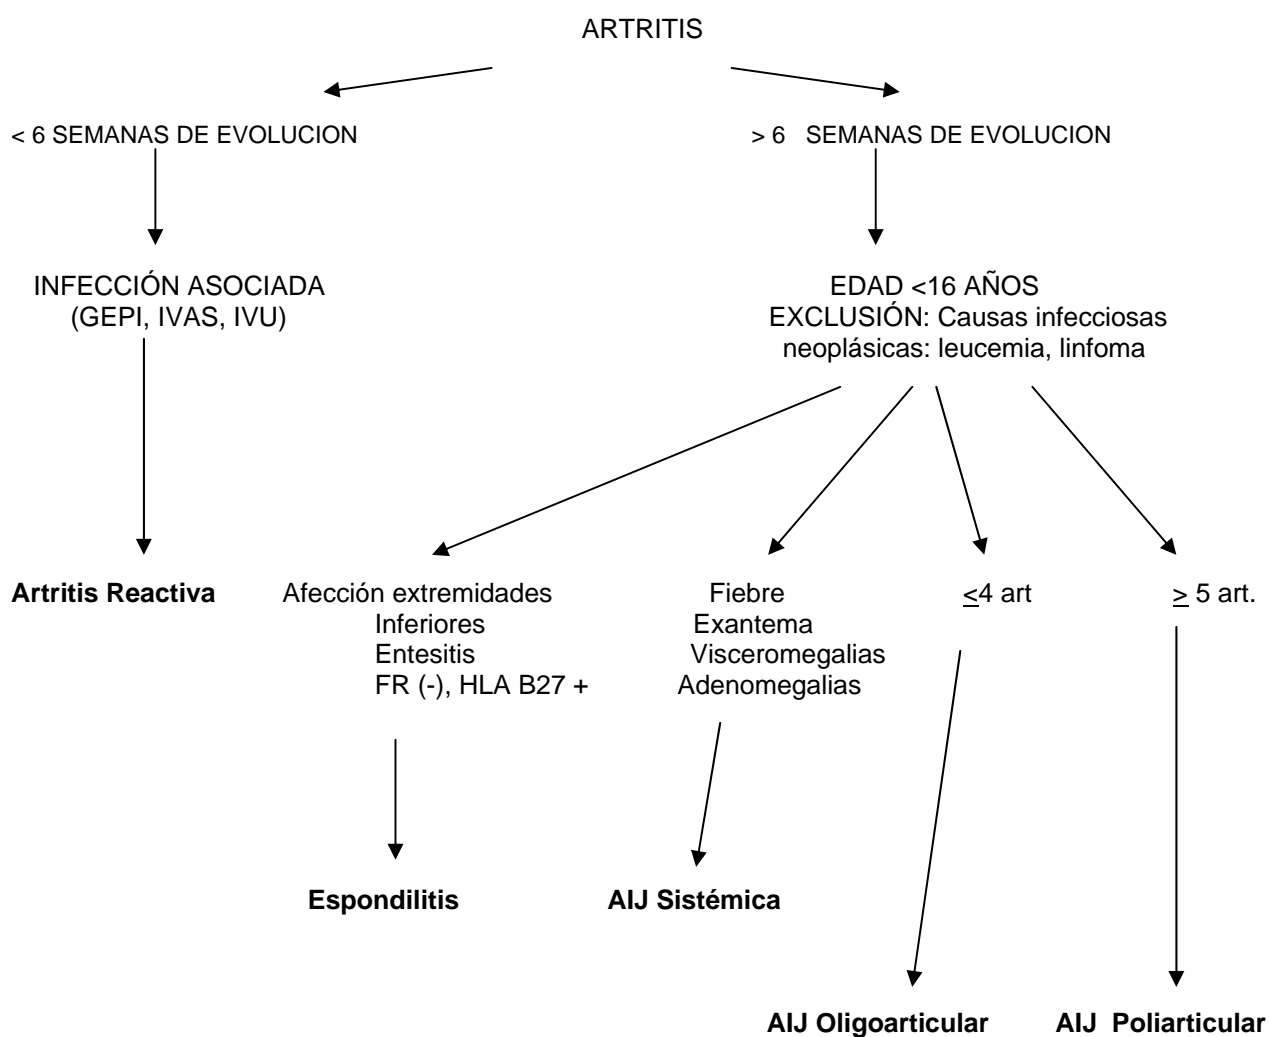 ARTRITIS
< 6 SEMANAS DE EVOLUCION
> 6 SEMANAS DE EVOLUCION
INFECCIÓN ASOCIADA
(GEPI, IVAS, IVU)
EDAD <16 AÑOS
EXCLUSIÓN: Causas infecciosas
neoplásicas: leucemia, linfoma
Artritis Reactiva
Afección extremidades
Inferiores
Entesitis
FR (-), HLA B27 +
Fiebre
Exantema
Visceromegalias
Adenomegalias
≤4 art
≥ 5 art.
Espondilitis
AIJ Sistémica
AIJ Oligoarticular
AIJ Poliarticular